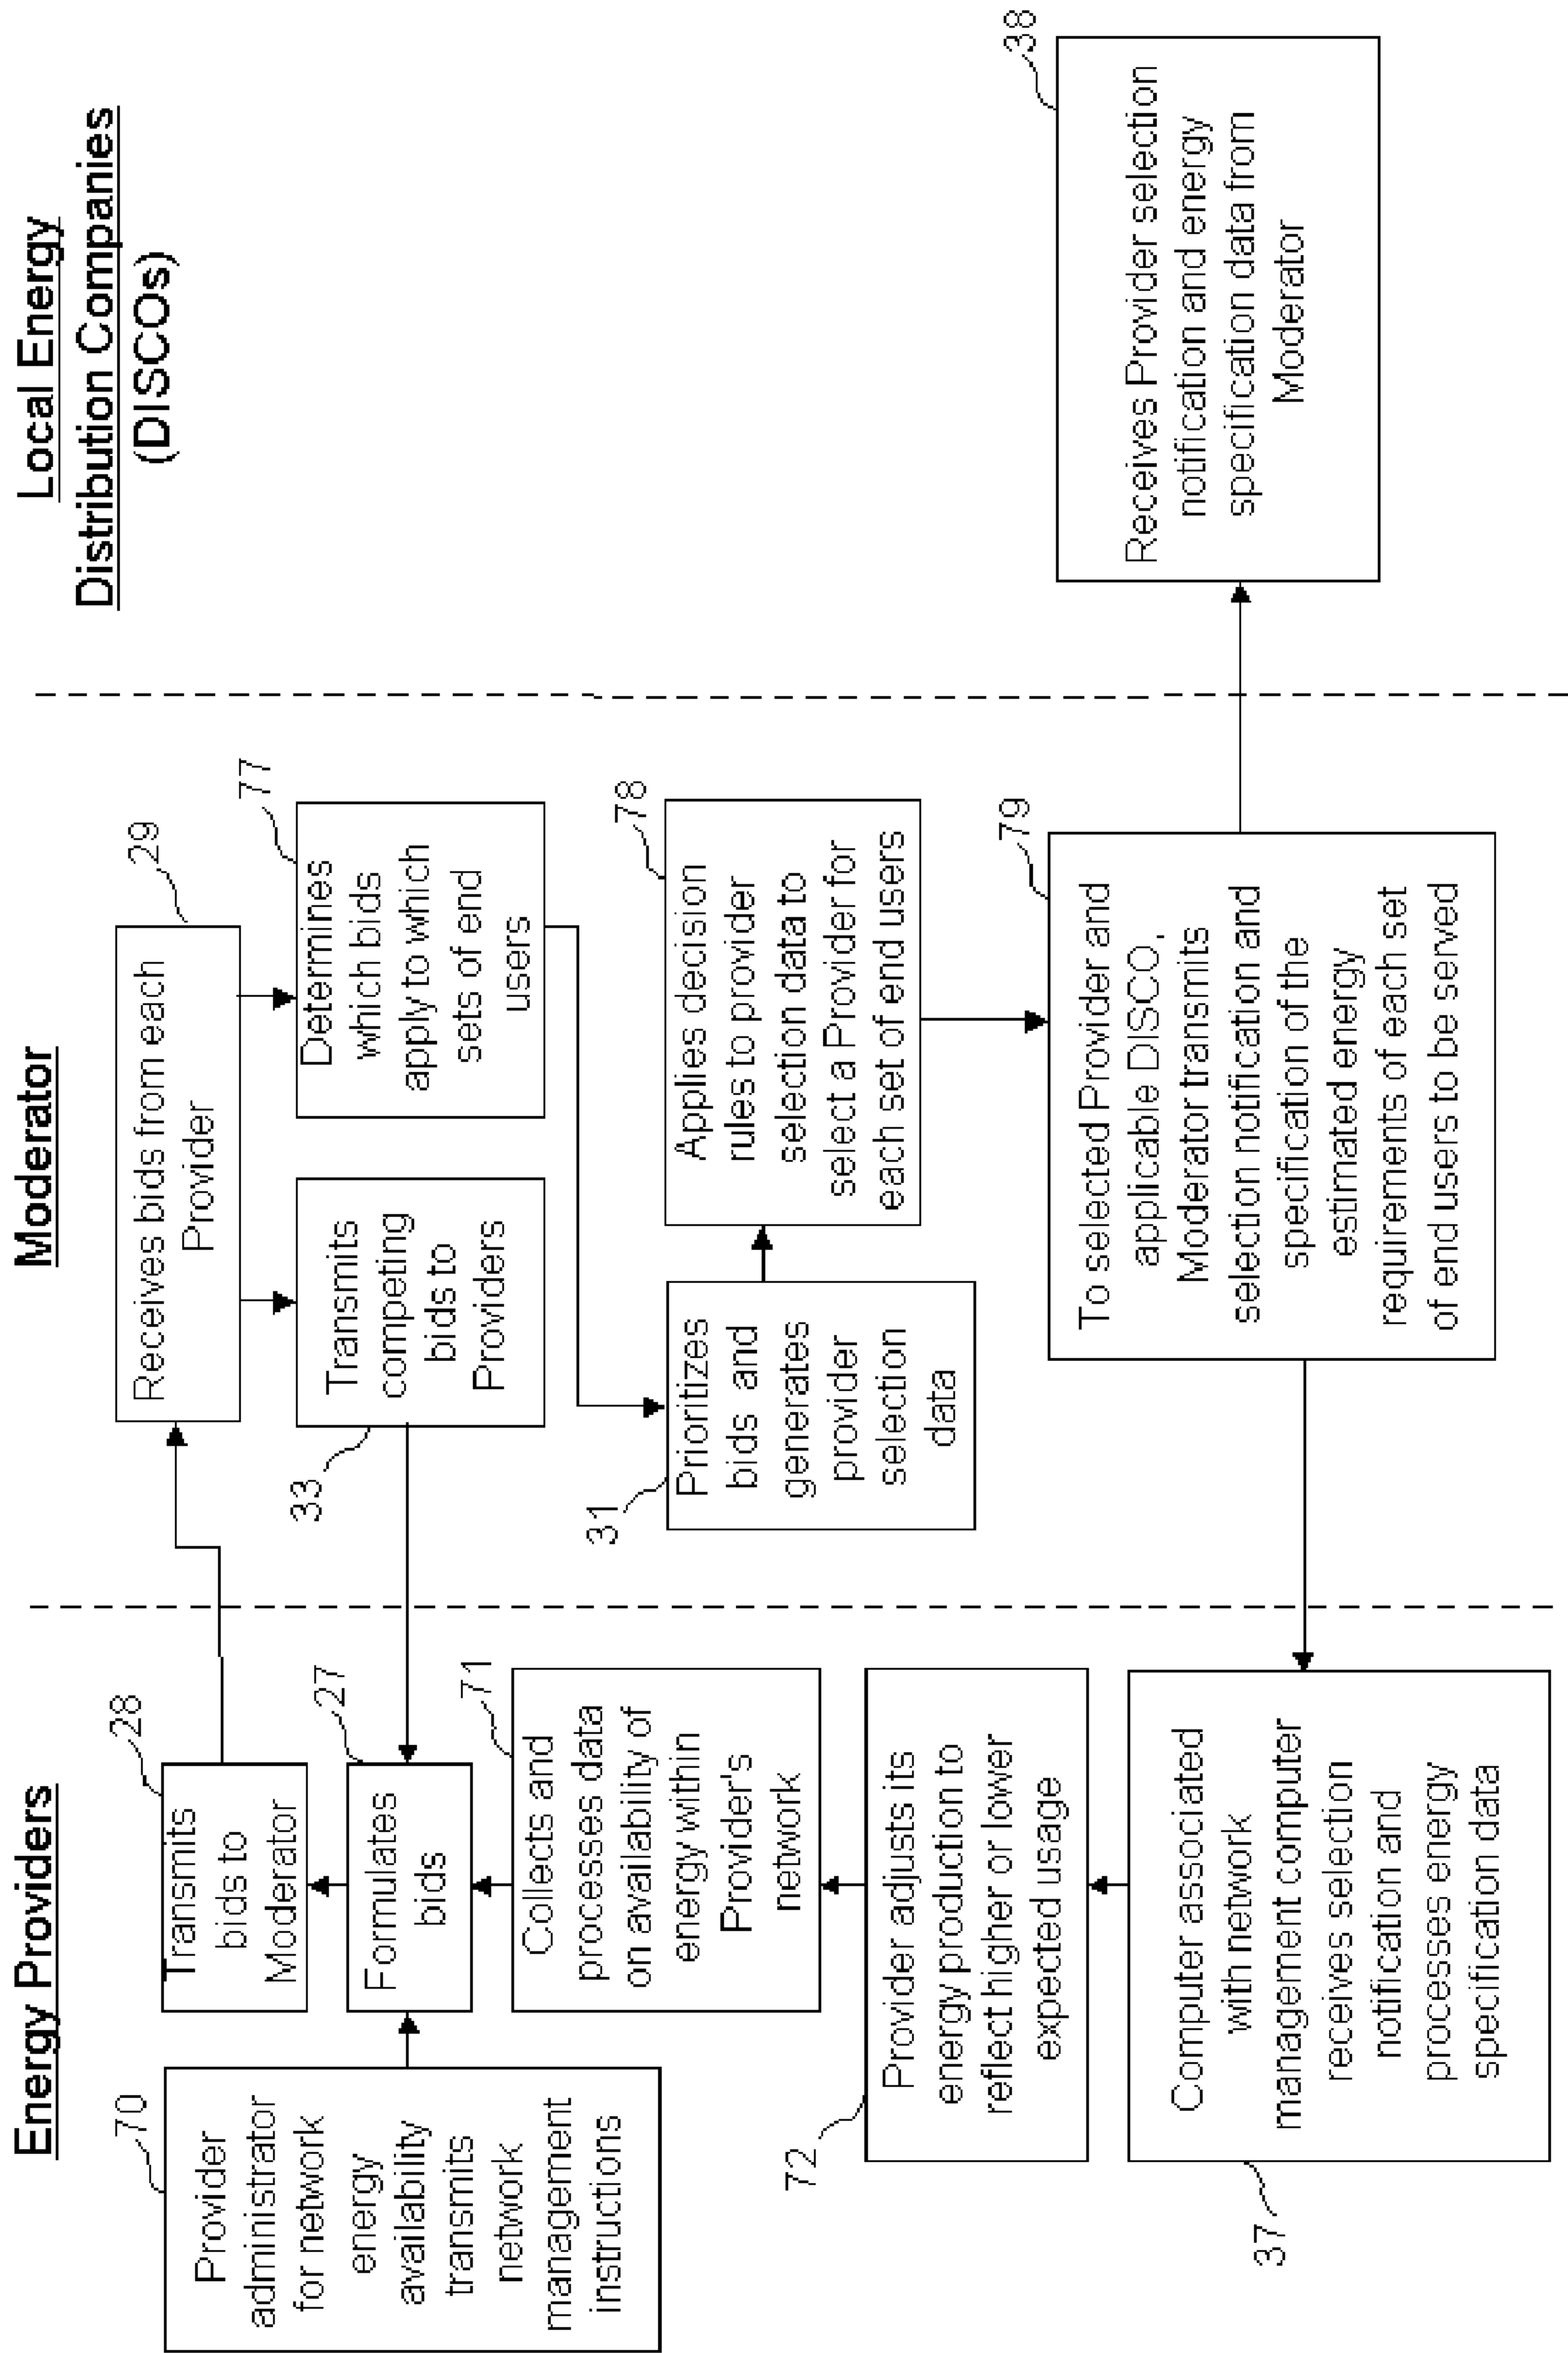 Energy Providers
Moderator
Local Energy
Distribution Companies
(DISCOs)
70
Provider
administrator
for network
energy
availability
transmits
network
management
instructions
28
Transmits
bids to
Moderator
27
Formulates
bids
71
Collects and
processes data
on availability of
energy within
Provider's
network
72
Provider adjusts its
energy production to
reflect higher or lower
expected usage
37
Computer associated
with network
management computer
receives selection
notification and
processes energy
specification data
29
Receives bids from each
Provider
33
Transmits
competing
bids to
Providers
77
Determines
which bids
apply to which
sets of end
users
31
Prioritizes
bids and
generates
provider
selection
data
78
Applies decision
rules to provider
selection data to
select a Provider for
each set of end users
79
To selected Provider and
applicable DISCO,
Moderator transmits
selection notification and
specification of the
estimated energy
requirements of each set
of end users to be served
38
Receives Provider selection
notification and energy
specification data from
Moderator